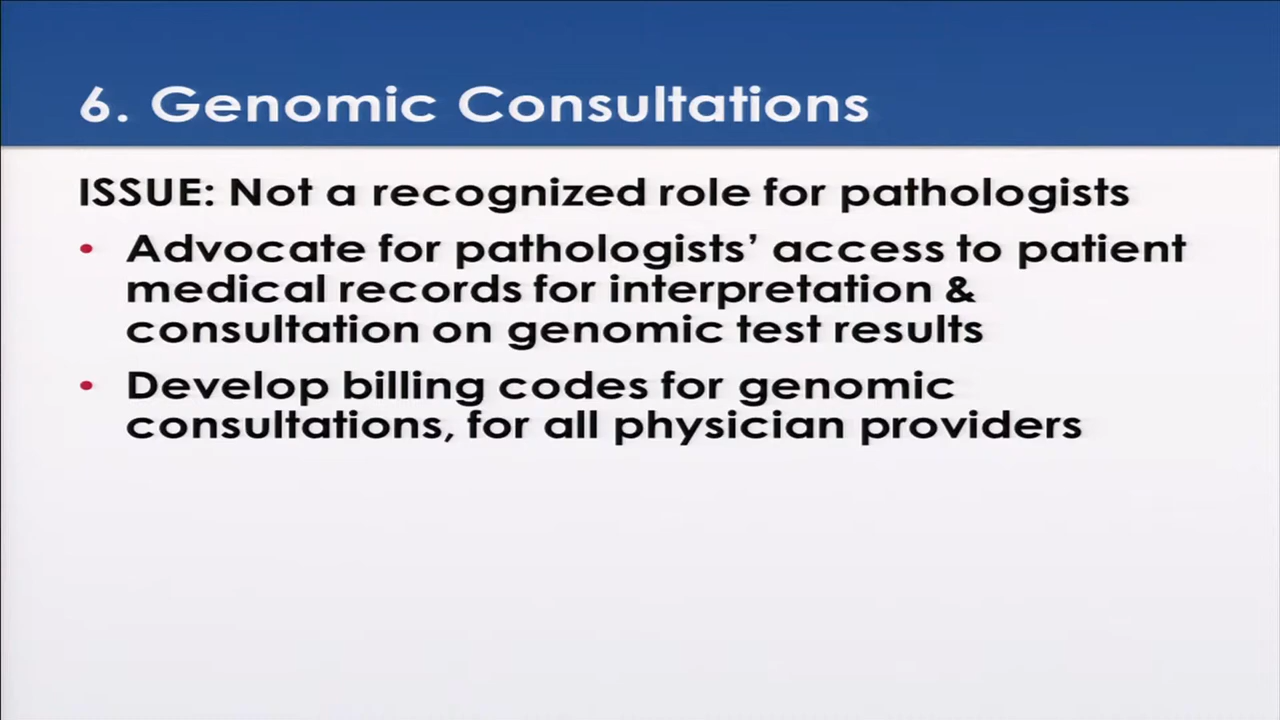 6. Genomic Consultations
ISSUE: Not a recognized role for pathologists
• Advocate for pathologists’ access to patient
medical records for interpretation &
consultation on genomic test results
• Develop billing codes for genomic
consultations, for all physician providers